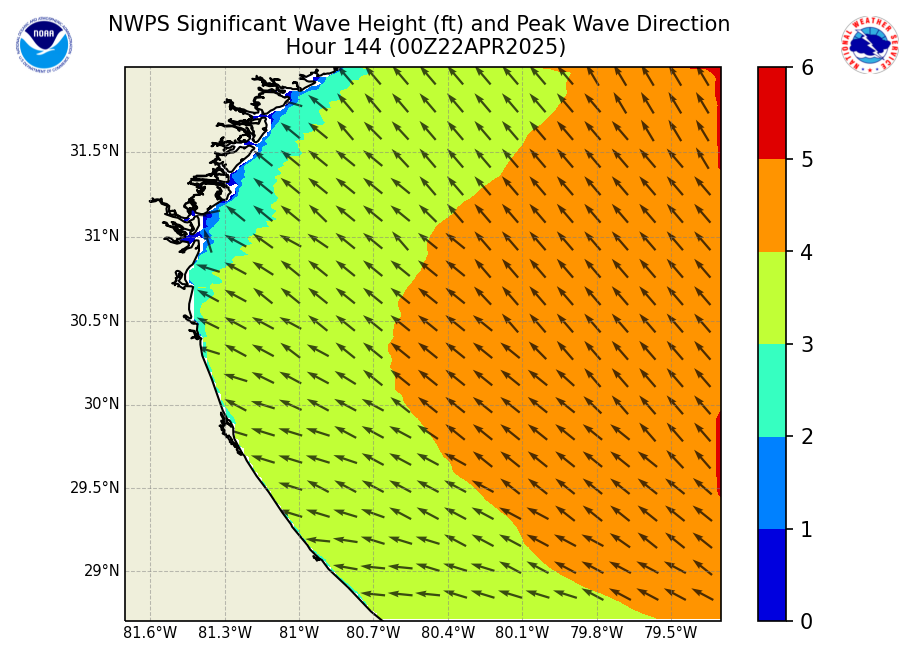 NWPS Significant Wave Height (ft) and Peak Wave Direction
Hour 144 (00Z22APR2025)
NOAA
NATIONAL WEATHER SERVICE
31.5°N
31°N
30.5°N
30°N
29.5°N
29°N
81.6°W 81.3°W 81°W 80.7°W 80.4°W 80.1°W 79.8°W 79.5°W
6
5
4
3
2
1
0